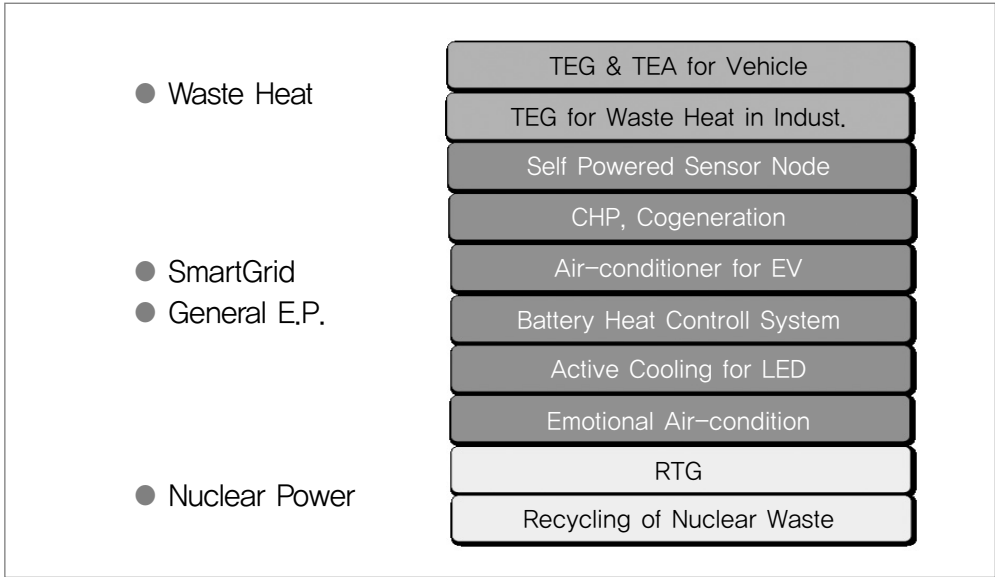 ● Waste Heat
TEG & TEA for Vehicle
TEG for Waste Heat in Indust.
● SmartGrid
● General E.P.
Self Powered Sensor Node
CHP, Cogeneration
Air-conditioner for EV
Battery Heat Controll System
Active Cooling for LED
Emotional Air-condition
● Nuclear Power
RTG
Recycling of Nuclear Waste